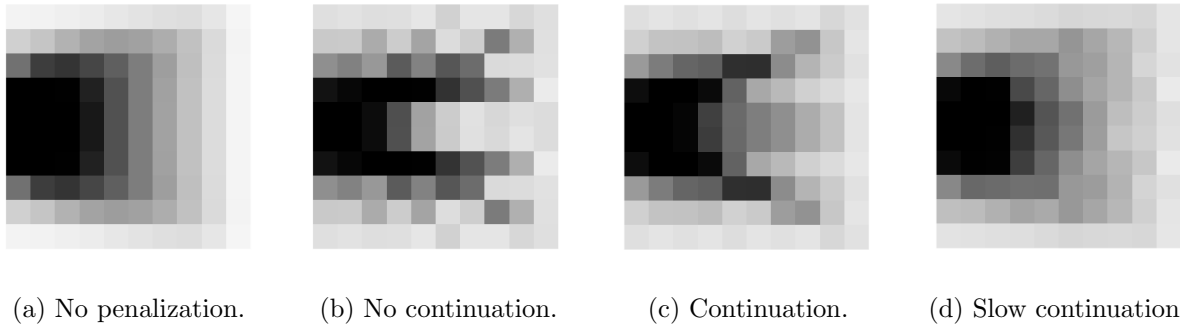 (a) No penalization.
(b) No continuation.
(c) Continuation.
(d) Slow continuation